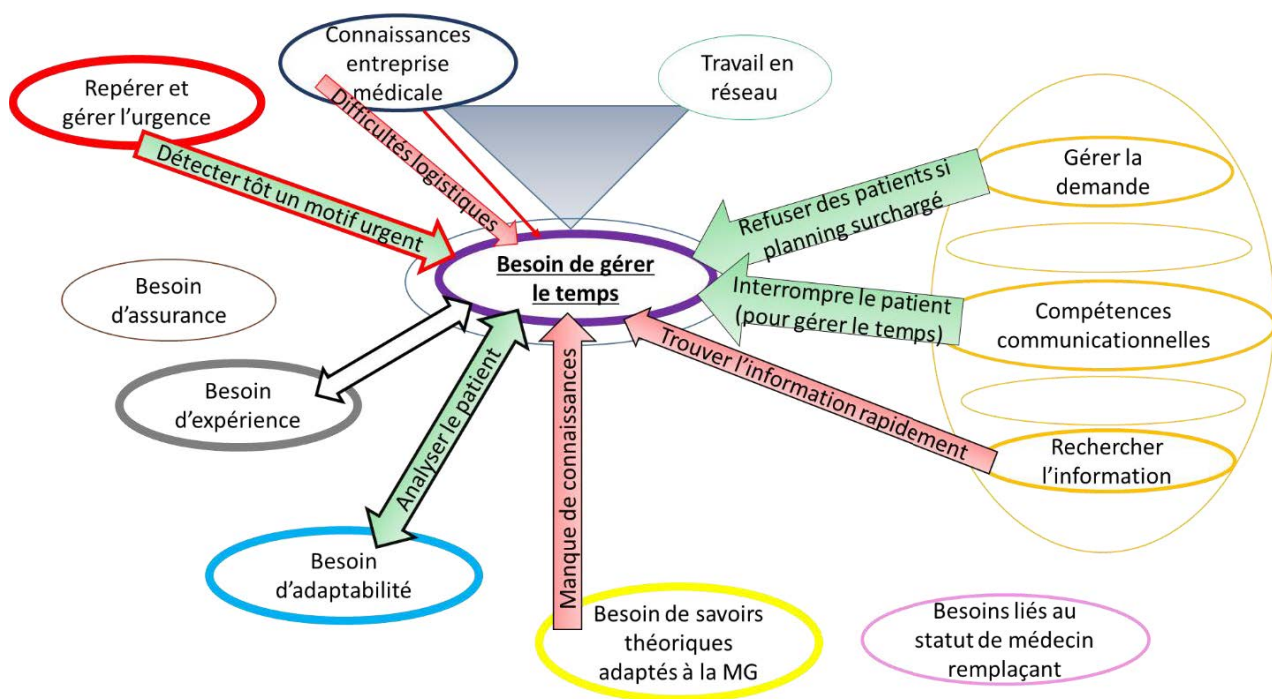 Connaissances
entreprise
médicale
Travail en
réseau
Repérer et
gérer l’urgence
Difficultés logistiques
Détecter tôt un motif urgent
Refuser des patients si
planning surchargé
Gérer la
demande
Besoin de gérer
le temps
Besoin
d’assurance
Interrompre le patient
(pour gérer le temps)
Compétences
communicationnelles
Trouver l’information rapidement
Besoin
d’expérience
Analyser le patient
Manque de connaissances
Rechercher
l’information
Besoin
d’adaptabilité
Besoin de savoirs
théoriques
adaptés à la MG
Besoins liés au
statut de médecin
remplaçant